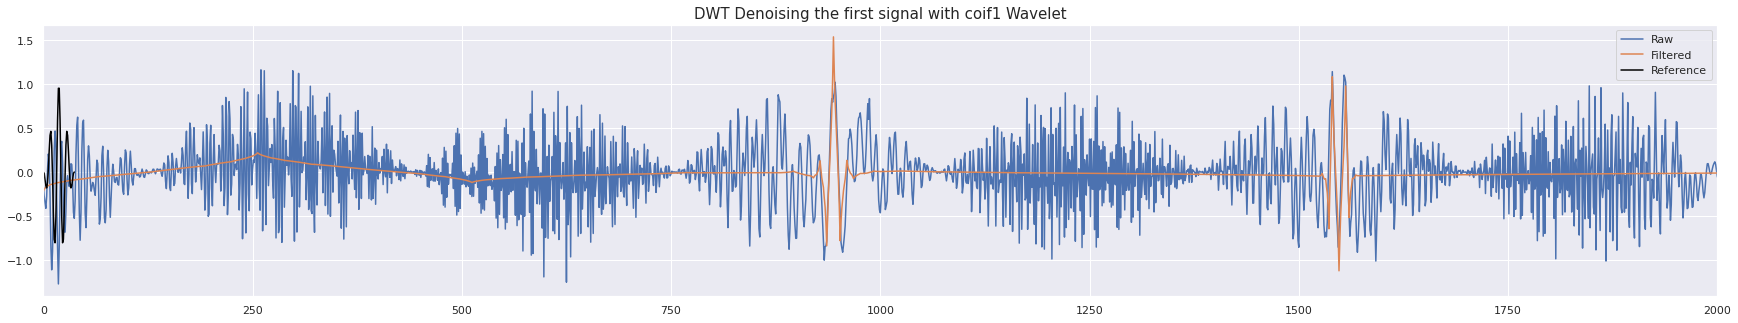 DWT Denoising the first signal with coif1 Wavelet
1.5
1.0
0.5
0.0
−0.5
−1.0
Raw
Filtered
Reference
0 250 500 750 1000 1250 1500 1750 2000